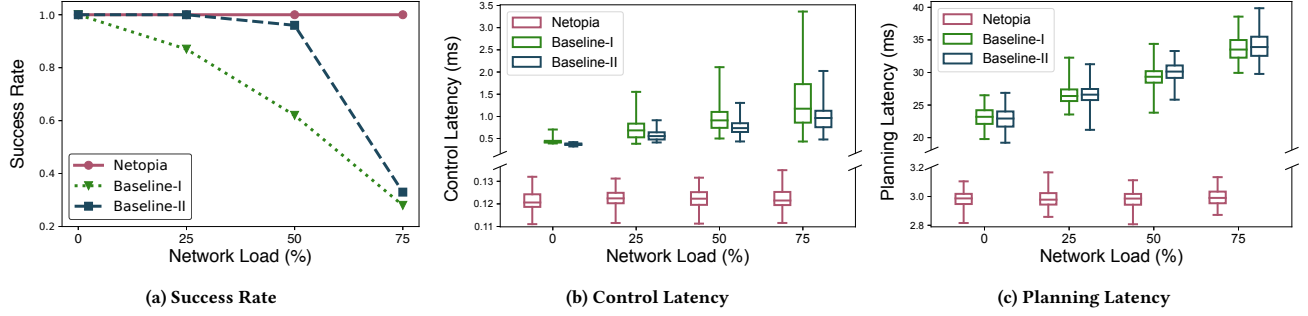 1.0
0.8
0.6
0.4
0.2
Success Rate
Netopia
Baseline-I
Baseline-II
0 25 50 75
Network Load (%)
(a) Success Rate
3.5
3.0
2.5
2.0
1.5
1.0
0.5
0.13
0.12
0.11
Control Latency (ms)
Netopia
Baseline-I
Baseline-II
0 25 50 75
Network Load (%)
(b) Control Latency
40
35
30
25
20
3.2
3.0
2.8
Planning Latency (ms)
Netopia
Baseline-I
Baseline-II
0 25 50 75
Network Load (%)
(c) Planning Latency